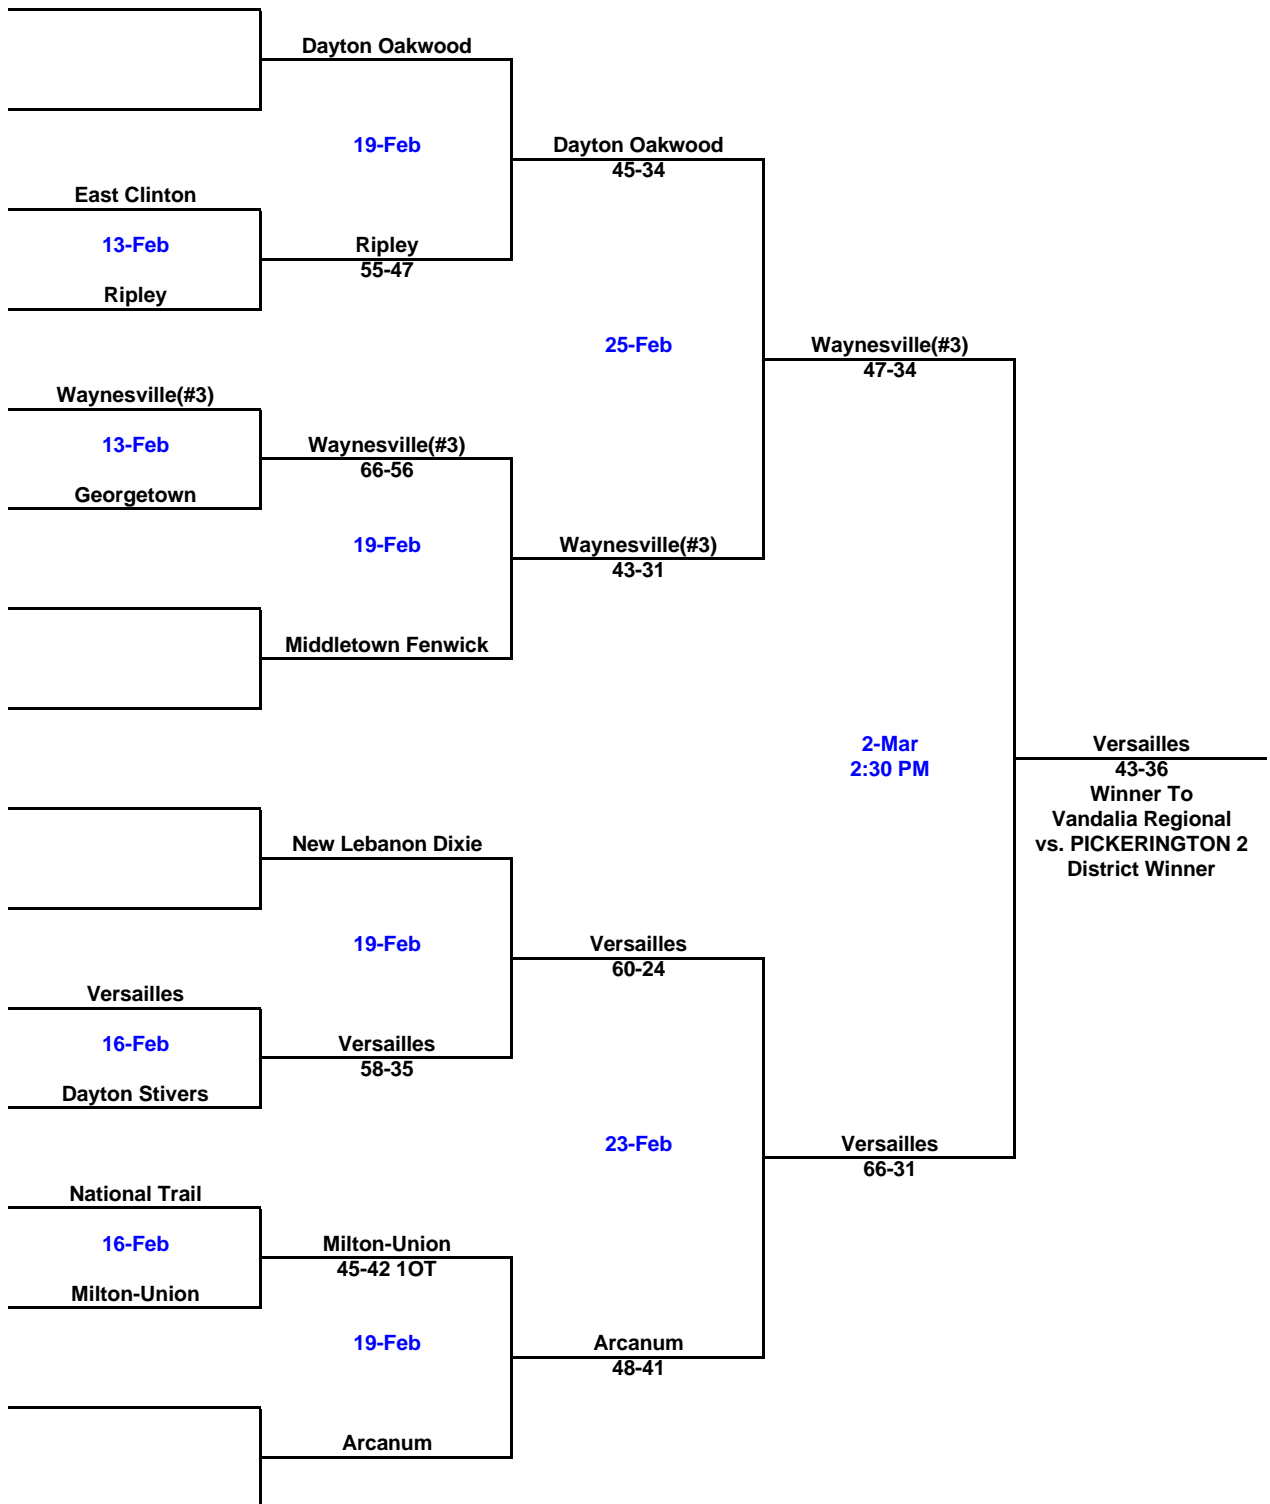 Dayton Oakwood
19-Feb
Dayton Oakwood
45-34
East Clinton
13-Feb
Ripley
55-47
Ripley
25-Feb
Waynesville(#3)
47-34
Waynesville(#3)
13-Feb
Waynesville(#3)
66-56
Georgetown
19-Feb
Waynesville(#3)
43-31
Middletown Fenwick
2-Mar
2:30 PM
Versailles
43-36
Winner To
Vandalia Regional
vs. PICKERINGTON 2
District Winner
New Lebanon Dixie
19-Feb
Versailles
60-24
Versailles
16-Feb
Versailles
58-35
Dayton Stivers
23-Feb
Versailles
66-31
National Trail
16-Feb
Milton-Union
45-42 1OT
Milton-Union
19-Feb
Arcanum
48-41
Arcanum